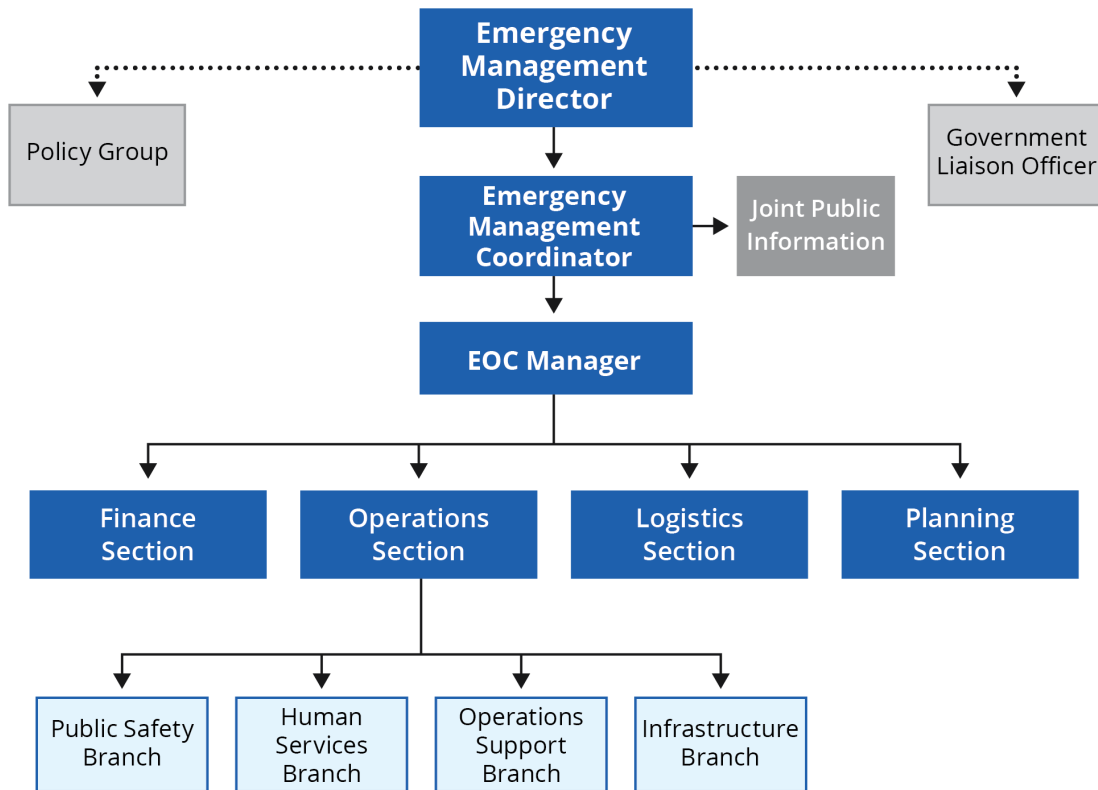 Emergency
Management
Director
Policy Group
Government
Liaison Officer
Emergency
Management
Coordinator
Joint Public
Information
EOC Manager
Finance
Section
Operations
Section
Logistics
Section
Planning
Section
Public Safety
Branch
Human
Services
Branch
Operations
Support
Branch
Infrastructure
Branch